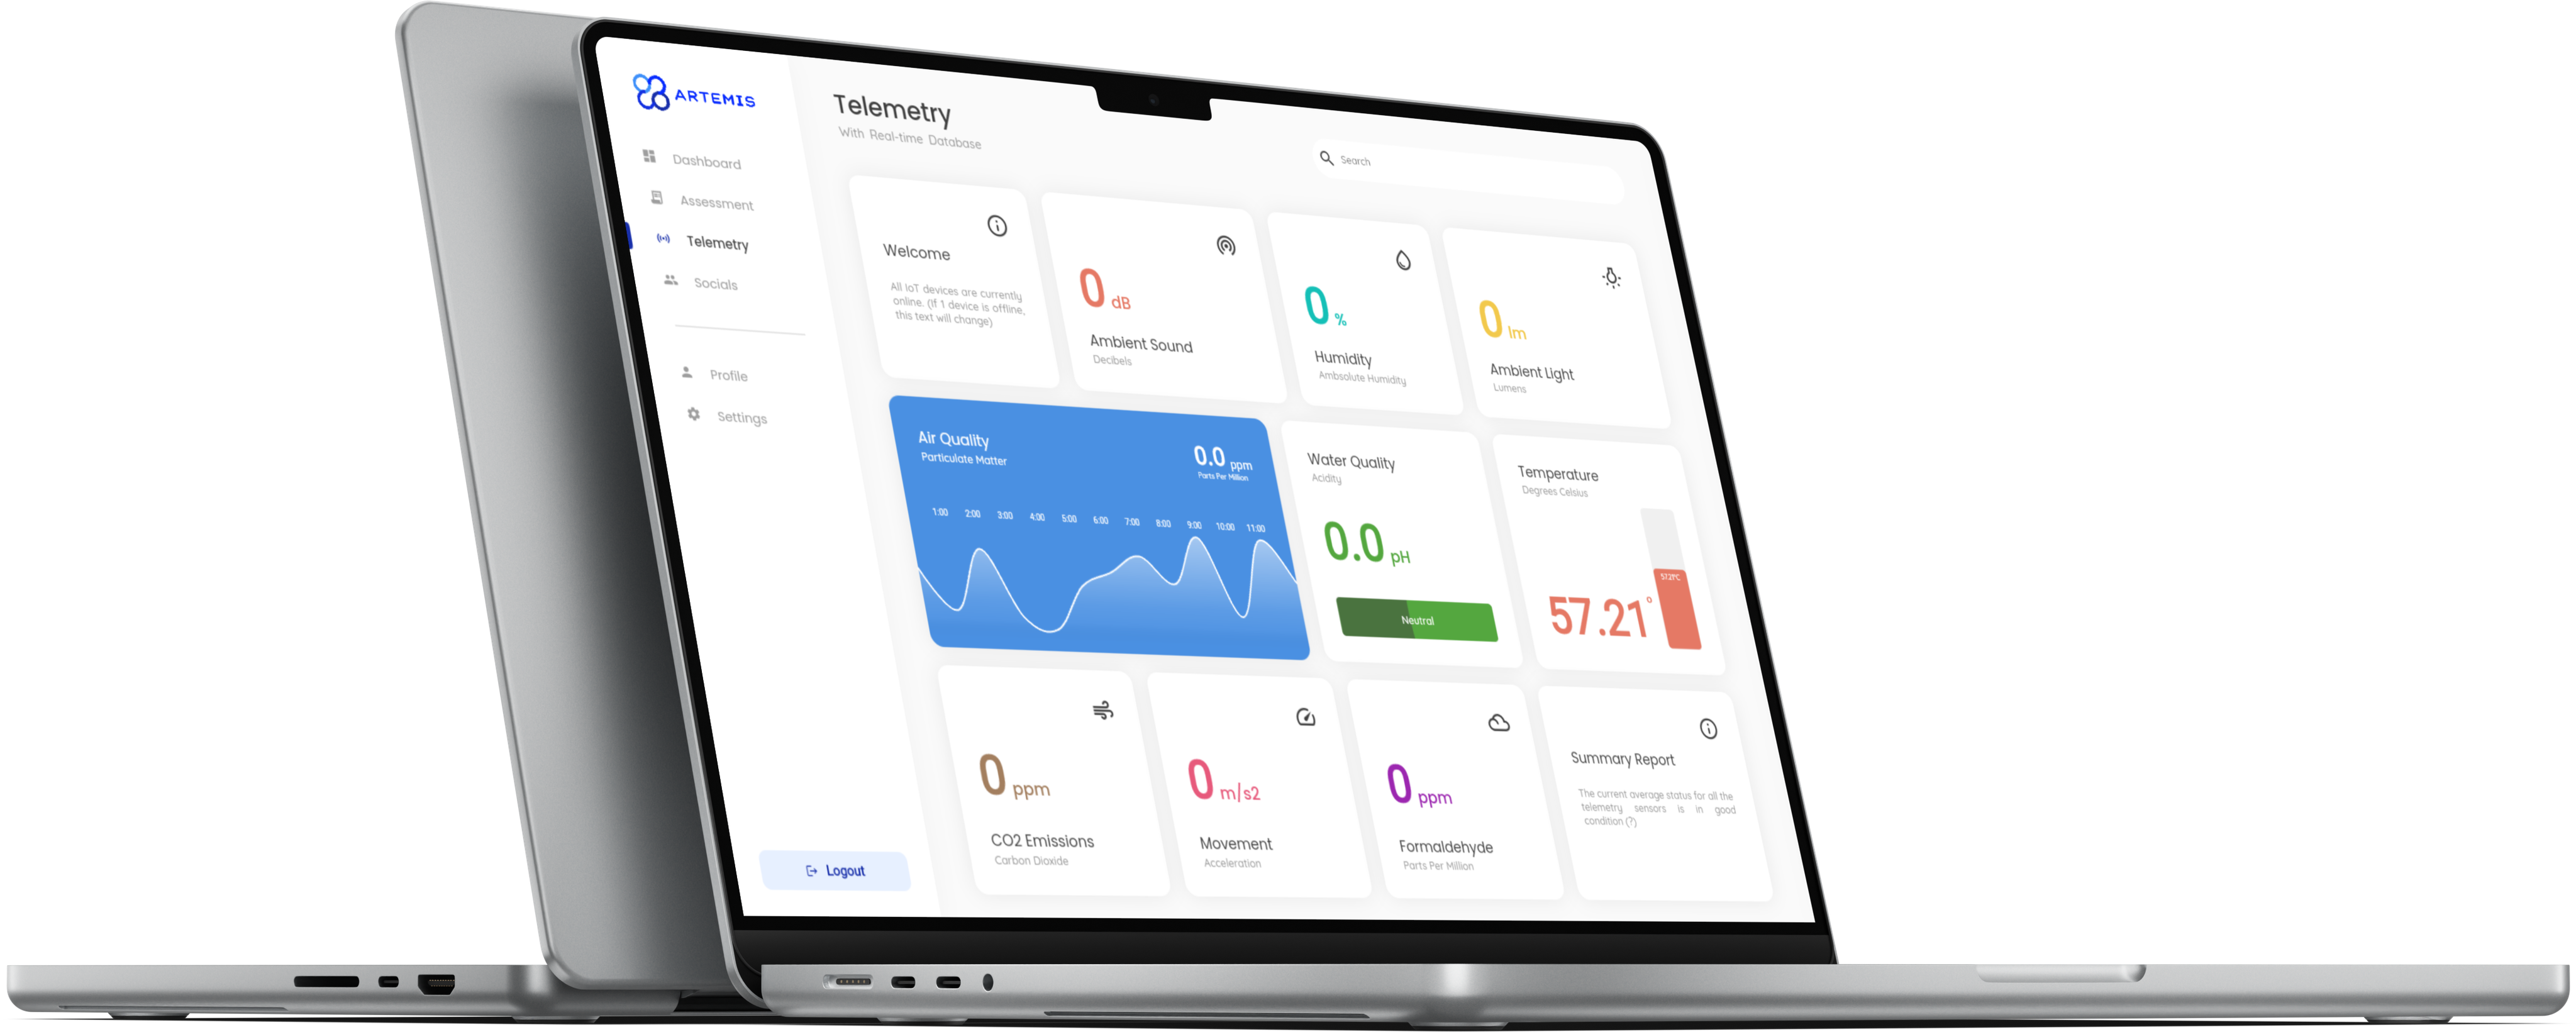 ARTEMIS
Dashboard
Assessment
Telemetry
Socials
Profile
Settings
Logout
Telemetry
With Real-time Database
Search
Welcome
All IoT devices are currently
online. (If 1 device is offline,
this text will change)
0 dB
Ambient Sound
Decibels
0 %
Humidity
Ambsolute Humidity
0 lm
Ambient Light
Lumens
Air Quality
Particulate Matter
0.0 ppm
Parts Per Million
1:00 2:00 3:00 4:00 5:00 6:00 7:00 8:00 9:00 10:00 11:00
Water Quality
Acidity
0.0 pH
Neutral
Temperature
Degrees Celsius
57.21°C
57.21°
0 ppm
CO2 Emissions
Carbon Dioxide
0 m/s2
Movement
Acceleration
0 ppm
Formaldehyde
Parts Per Million
Summary Report
The current average status for all the
telemetry sensors is in good
condition (?)